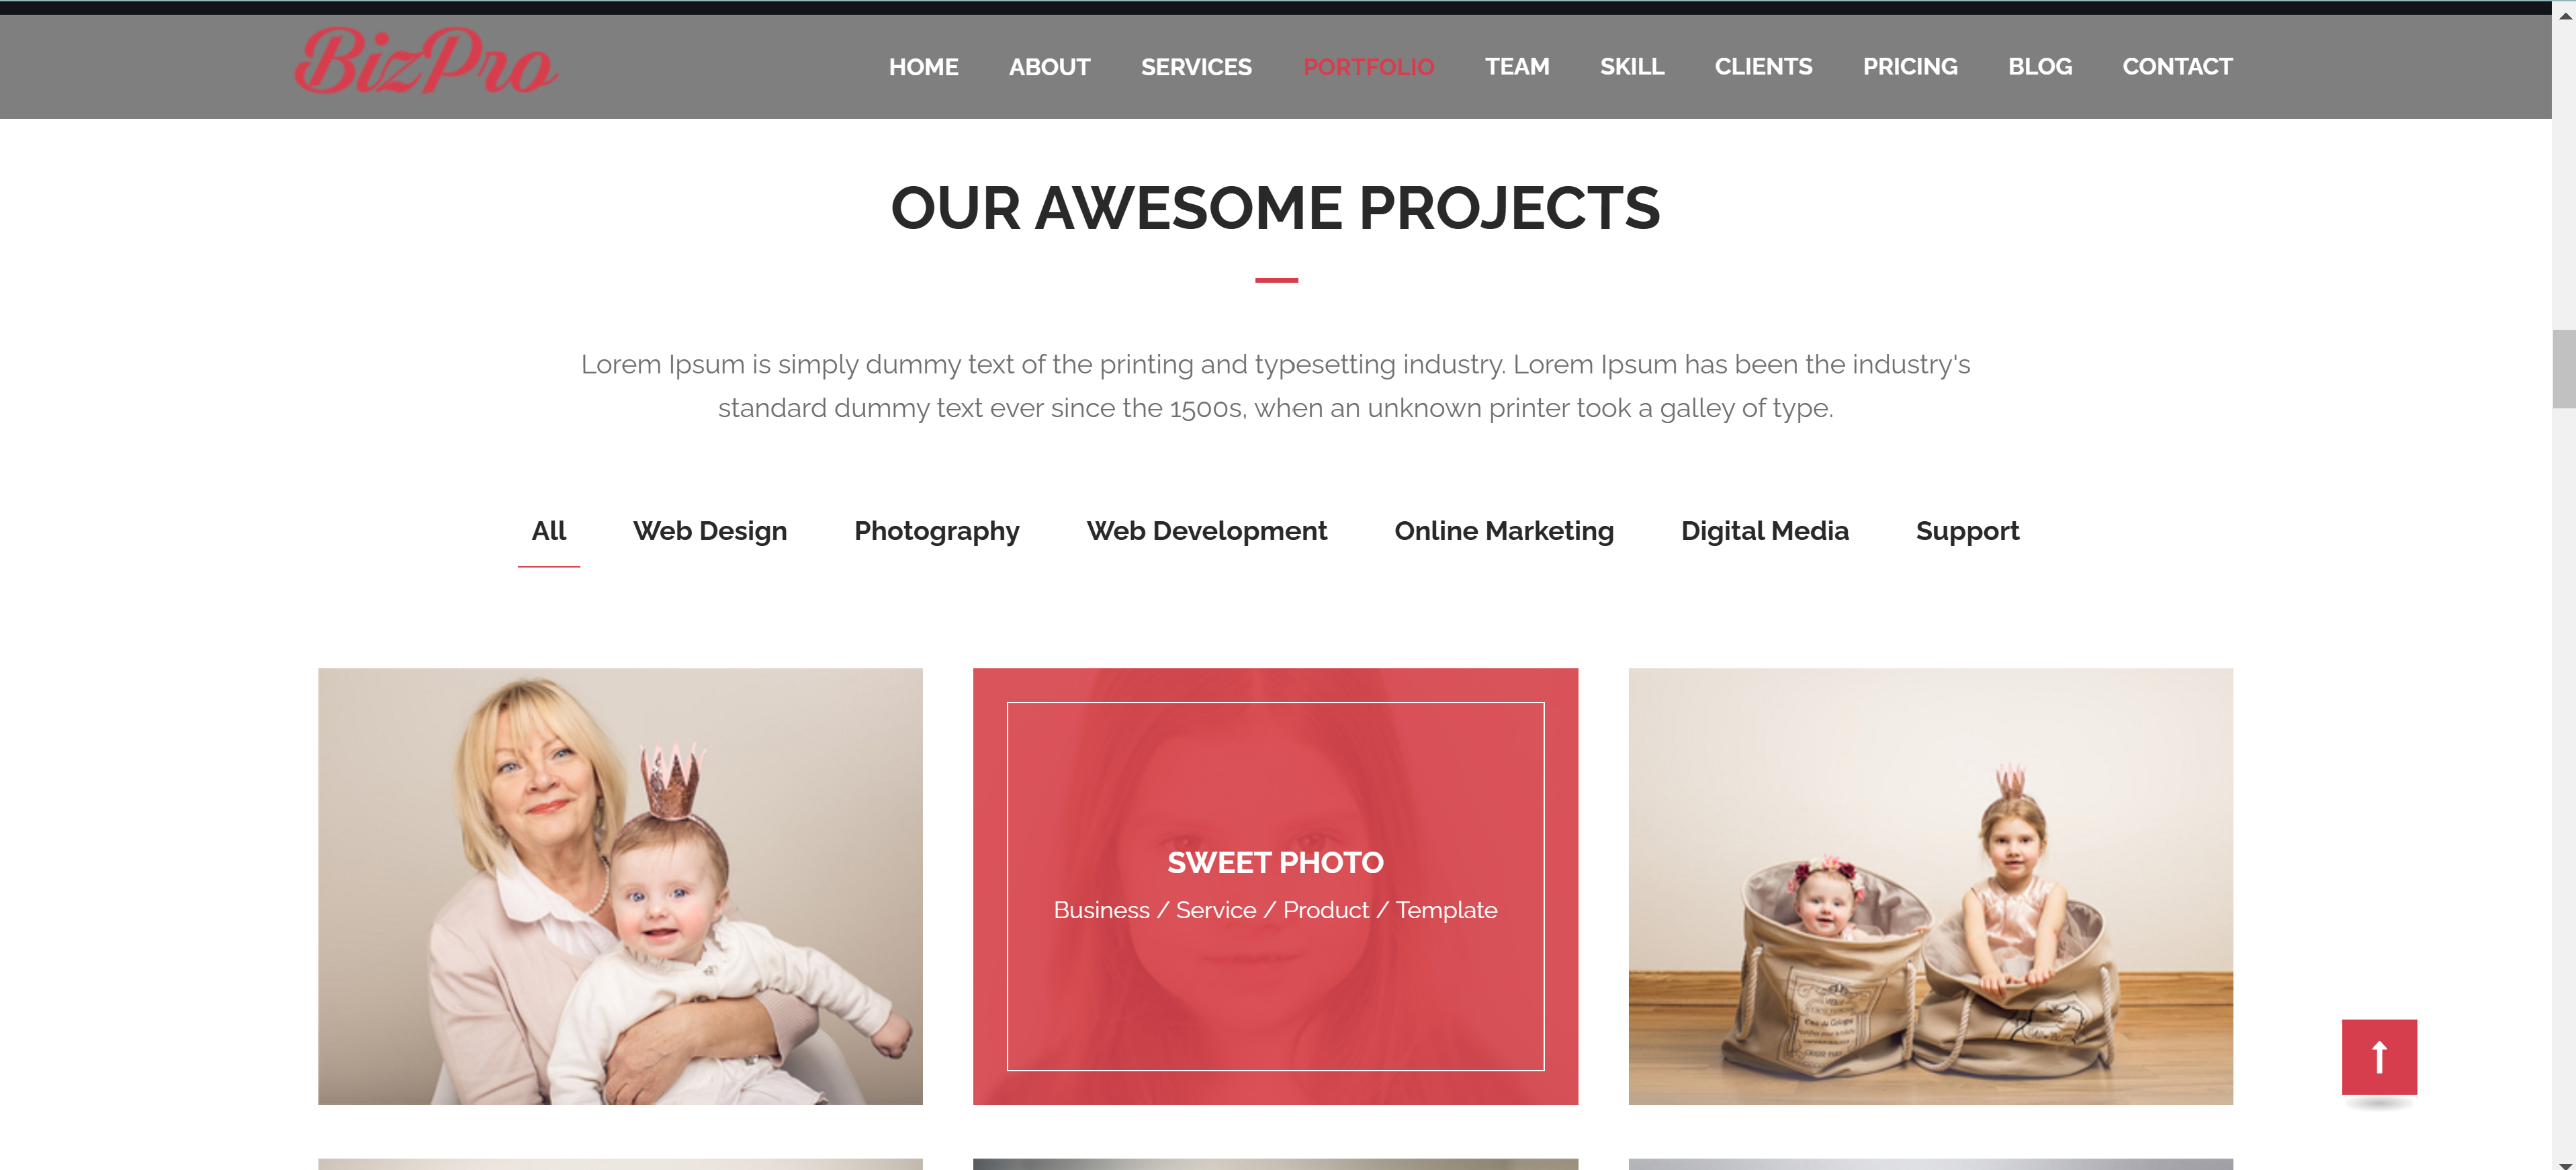 BizPro
HOME ABOUT SERVICES PORTFOLIO TEAM SKILL CLIENTS PRICING BLOG CONTACT
OUR AWESOME PROJECTS
Lorem Ipsum is simply dummy text of the printing and typesetting industry. Lorem Ipsum has been the industry's
standard dummy text ever since the 1500s, when an unknown printer took a galley of type.
All Web Design Photography Web Development Online Marketing Digital Media Support
SWEET PHOTO
Business / Service / Product / Template